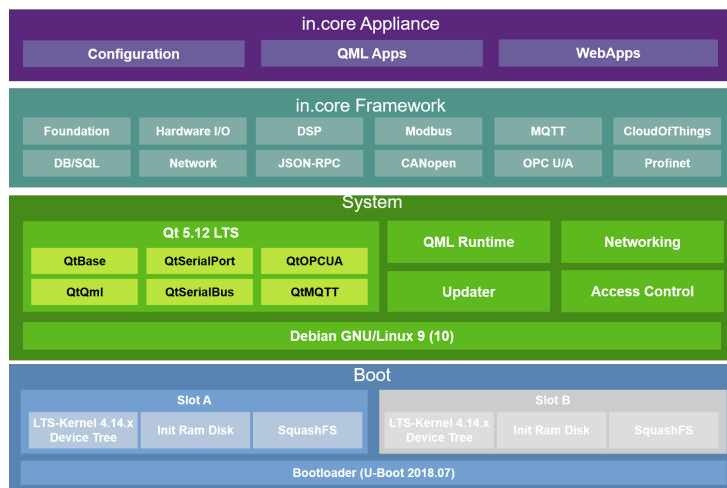 in.core Appliance
Configuration
QML Apps
WebApps
in.core Framework
Foundation
Hardware I/O
DSP
Modbus
MQTT
CloudOfThings
DB/SQL
Network
JSON-RPC
CANopen
OPC U/A
Profinet
System
Qt 5.12 LTS
QML Runtime
Networking
QtBase
QtSerialPort
QtOPCUA
QtQml
QtSerialBus
QtMQTT
Updater
Access Control
Debian GNU/Linux 9 (10)
Boot
Slot A
LTS-Kernel 4.14.x
Device Tree
Init Ram Disk
SquashFS
Slot B
LTS-Kernel 4.14.x
Device Tree
Init Ram Disk
SquashFS
Bootloader (U-Boot 2018.07)